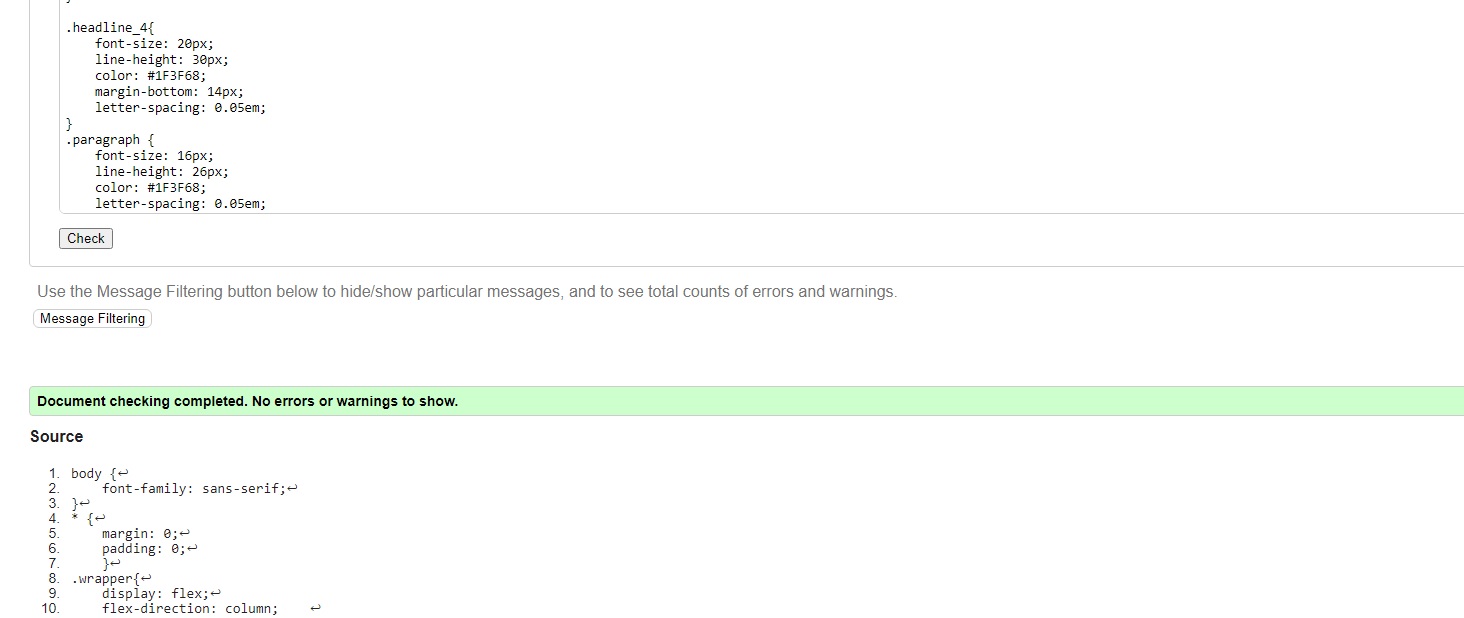 .headline_4{
font-size: 20px;
line-height: 30px;
color: #1F3F68;
margin-bottom: 14px;
letter-spacing: 0.05em;
}
.paragraph {
font-size: 16px;
line-height: 26px;
color: #1F3F68;
letter-spacing: 0.05em;
Check
Use the Message Filtering button below to hide/show particular messages, and to see total counts of errors and warnings.
Message Filtering
Document checking completed. No errors or warnings to show.
Source
1. body {↩
2. font-family: sans-serif;↩
3. }↩
4. * {↩
5. margin: 0;↩
6. padding: 0;↩
7. }↩
8. .wrapper{↩
9. display: flex;↩
10. flex-direction: column; ↩